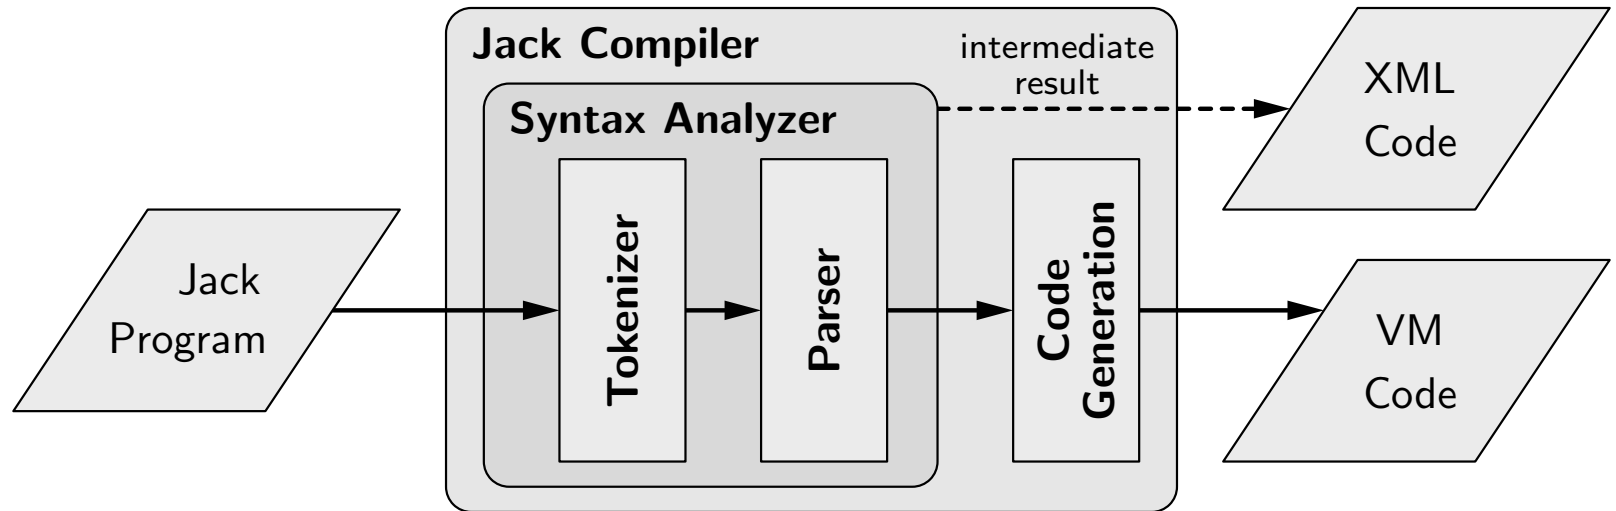 Jack Compiler
intermediate
result
Syntax Analyzer
XML
Code
Jack
Program
Tokenizer
Parser
Code
Generation
VM
Code